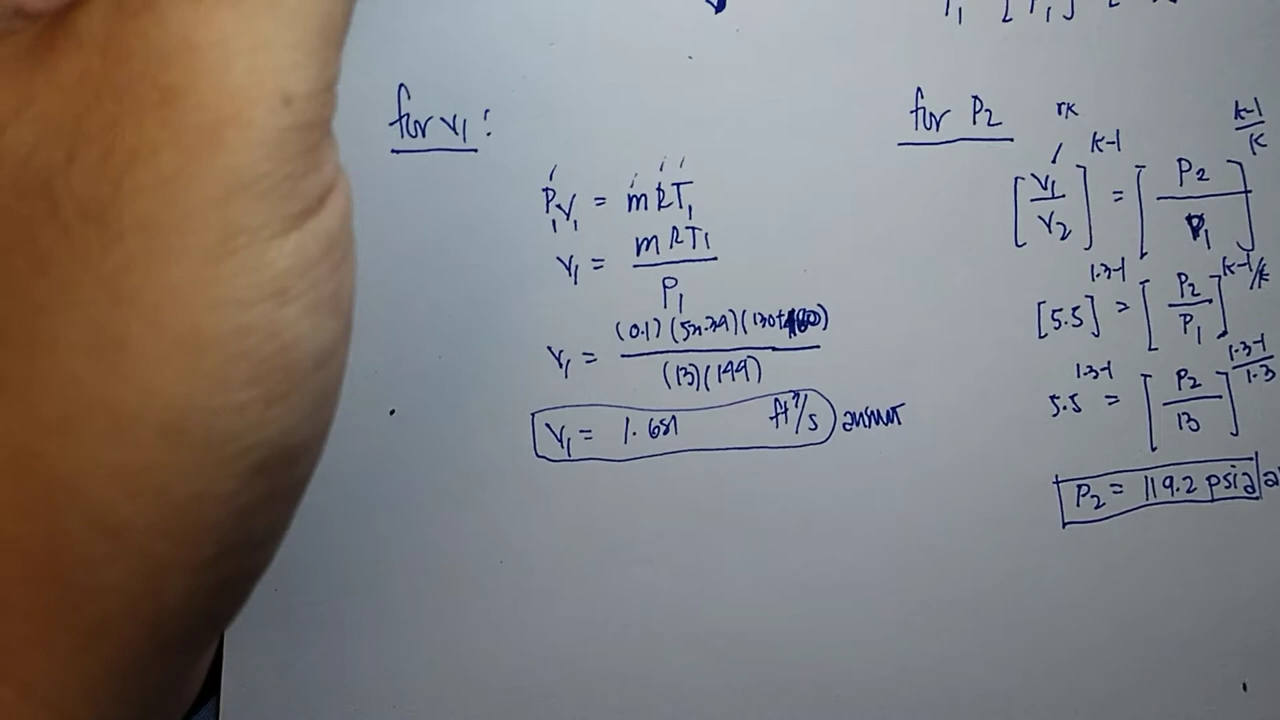 for V₁:
P₁V₁ = mRT₁
V₁ = mRT₁ / P₁
V₁ = (0.1)(53.34)(130+460) / (13)(144)
V₁ = 1.681 ft³/s answer
for P₂
rk
[V₁/V₂]^k-1 = [P₂/P₁]^k-1/k
[5.5]^1.3-1 = [P₂/P₁]^k-1/k
5.5^1.3-1 = [P₂/13]^1.3-1/1.3
P₂ = 119.2 psia